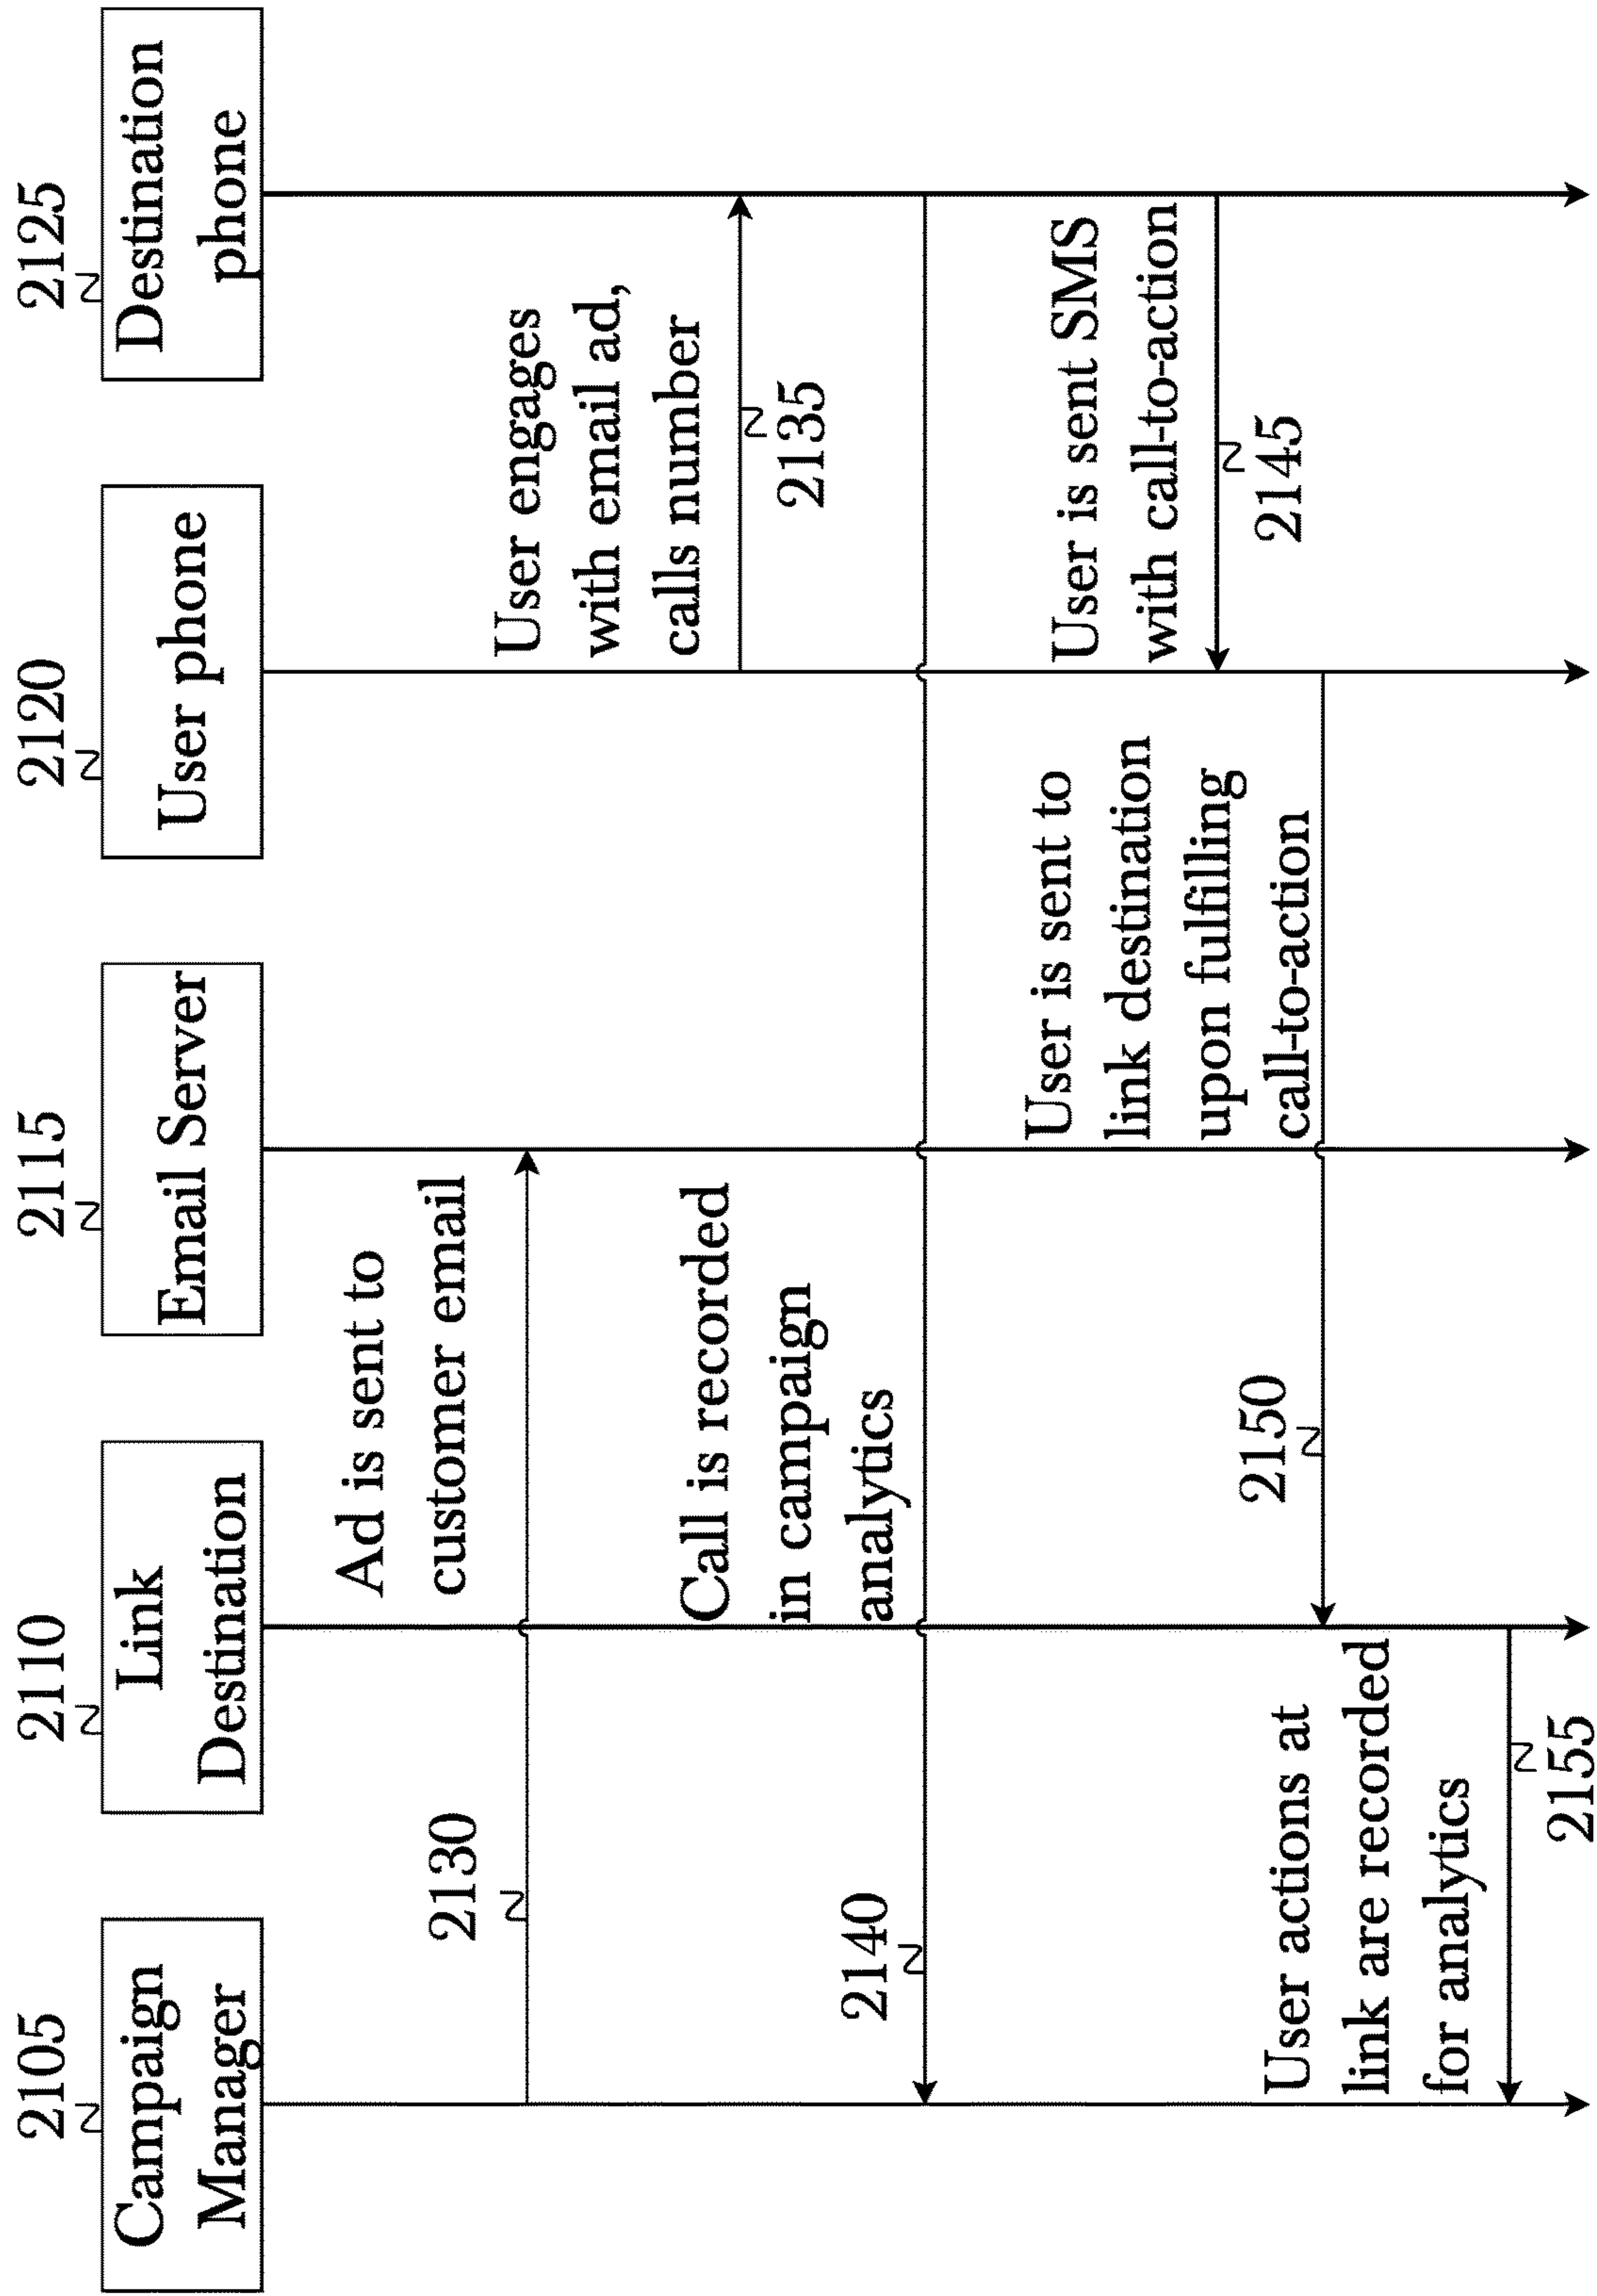 2105
Campaign
Manager
2110
Link
Destination
2115
Email Server
2120
User phone
2125
Destination
phone
Ad is sent to
customer email
2130
User engages
with email ad,
calls number
2135
Call is recorded
in campaign
analytics
2140
User is sent SMS
with call-to-action
2145
User is sent to
link destination
upon fulfilling
call-to-action
2150
User actions at
link are recorded
for analytics
2155